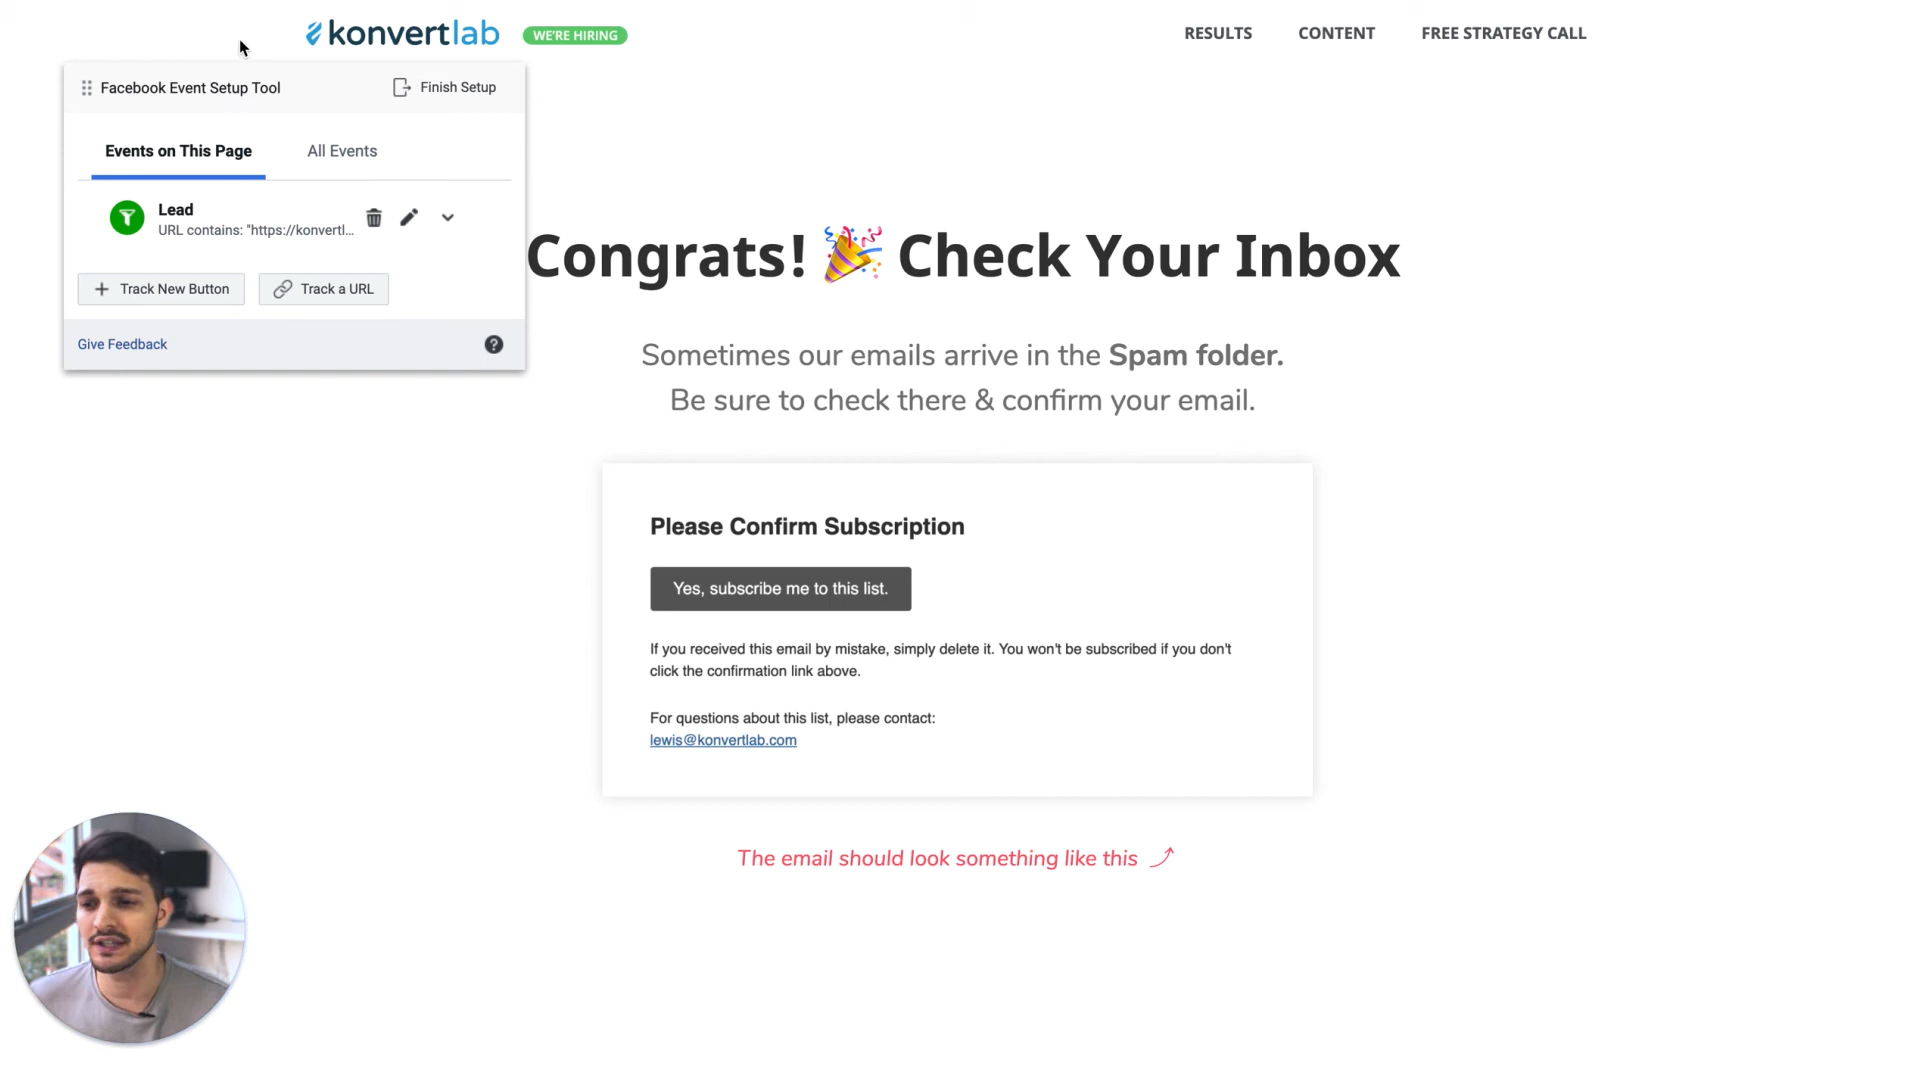 konvertlab
WE'RE HIRING
RESULTS
CONTENT
FREE STRATEGY CALL
Facebook Event Setup Tool
Finish Setup
Events on This Page
All Events
Lead
URL contains: "https://konvertl...
Track New Button
Track a URL
Give Feedback
Congrats! 🎉 Check Your Inbox
Sometimes our emails arrive in the Spam folder.
Be sure to check there & confirm your email.
Please Confirm Subscription
Yes, subscribe me to this list.
If you received this email by mistake, simply delete it. You won't be subscribed if you don't
click the confirmation link above.
For questions about this list, please contact:
lewis@konvertlab.com
The email should look something like this